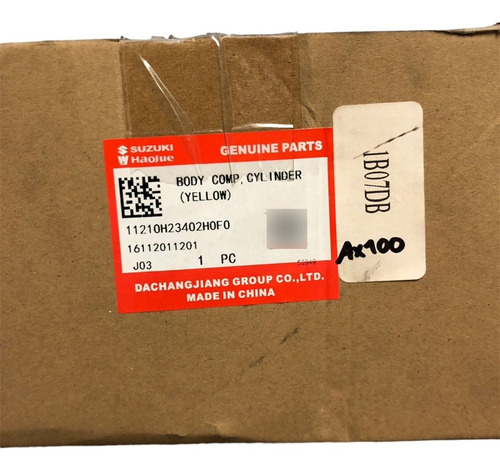 SUZUKI
Haojue
GENUINE PARTS
BODY COMP,CYLINDER
(YELLOW)
11210H23402H0F0
16112011201
J03 1 PC
DACHANGJIANG GROUP CO.,LTD.
MADE IN CHINA
1B07DB
Ax100